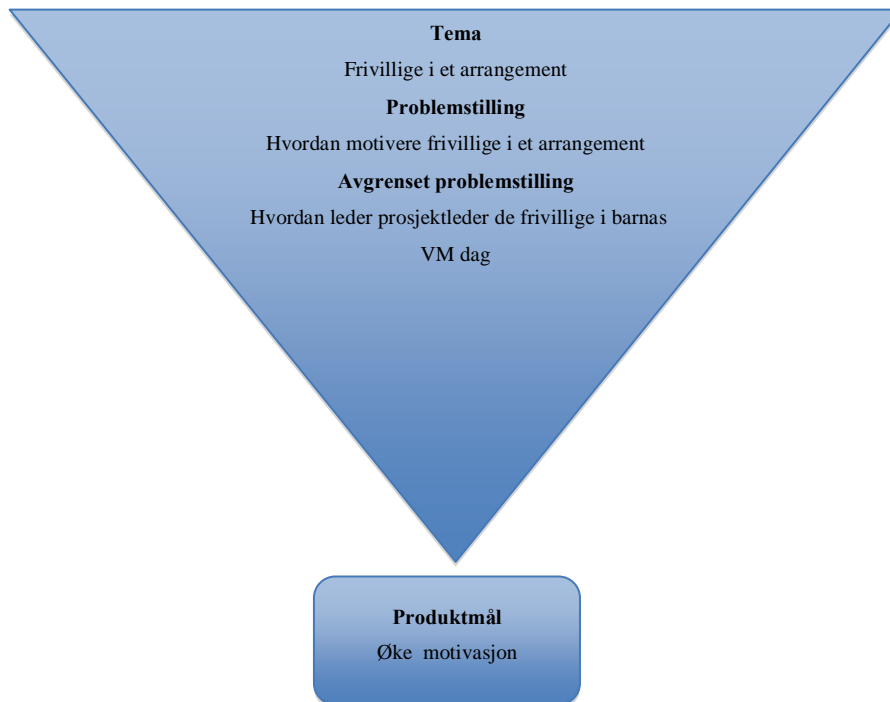 Tema
Frivillige i et arrangement
Problemstilling
Hvordan motivere frivillige i et arrangement
Avgrenset problemstilling
Hvordan leder prosjektleder de frivillige i barnas
VM dag
Produktmål
Øke motivasjon